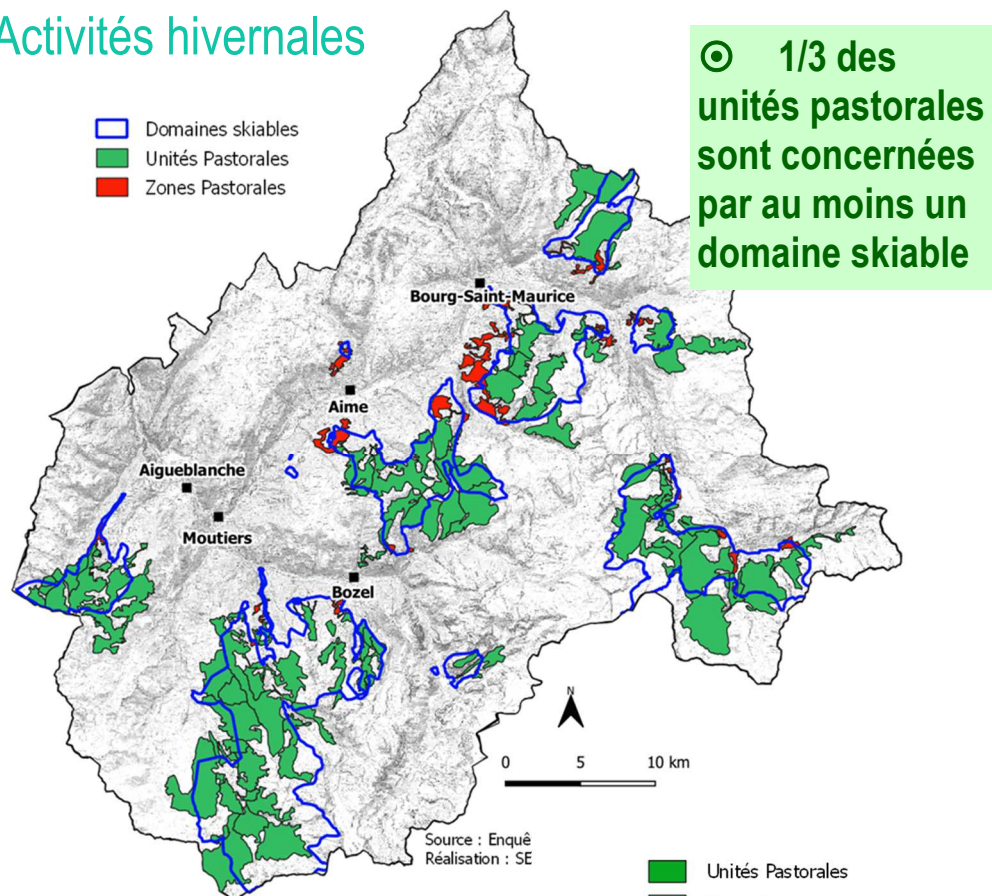 Activités hivernales
1/3 des
unités pastorales
sont concernées
par au moins un
domaine skiable
Domaines skiables
Unités Pastorales
Zones Pastorales
Bourg-Saint-Maurice
Aime
Aigueblanche
Moutiers
Bozel
N
0 5 10 km
Source : Enquê
Réalisation : SE
Unités Pastorales